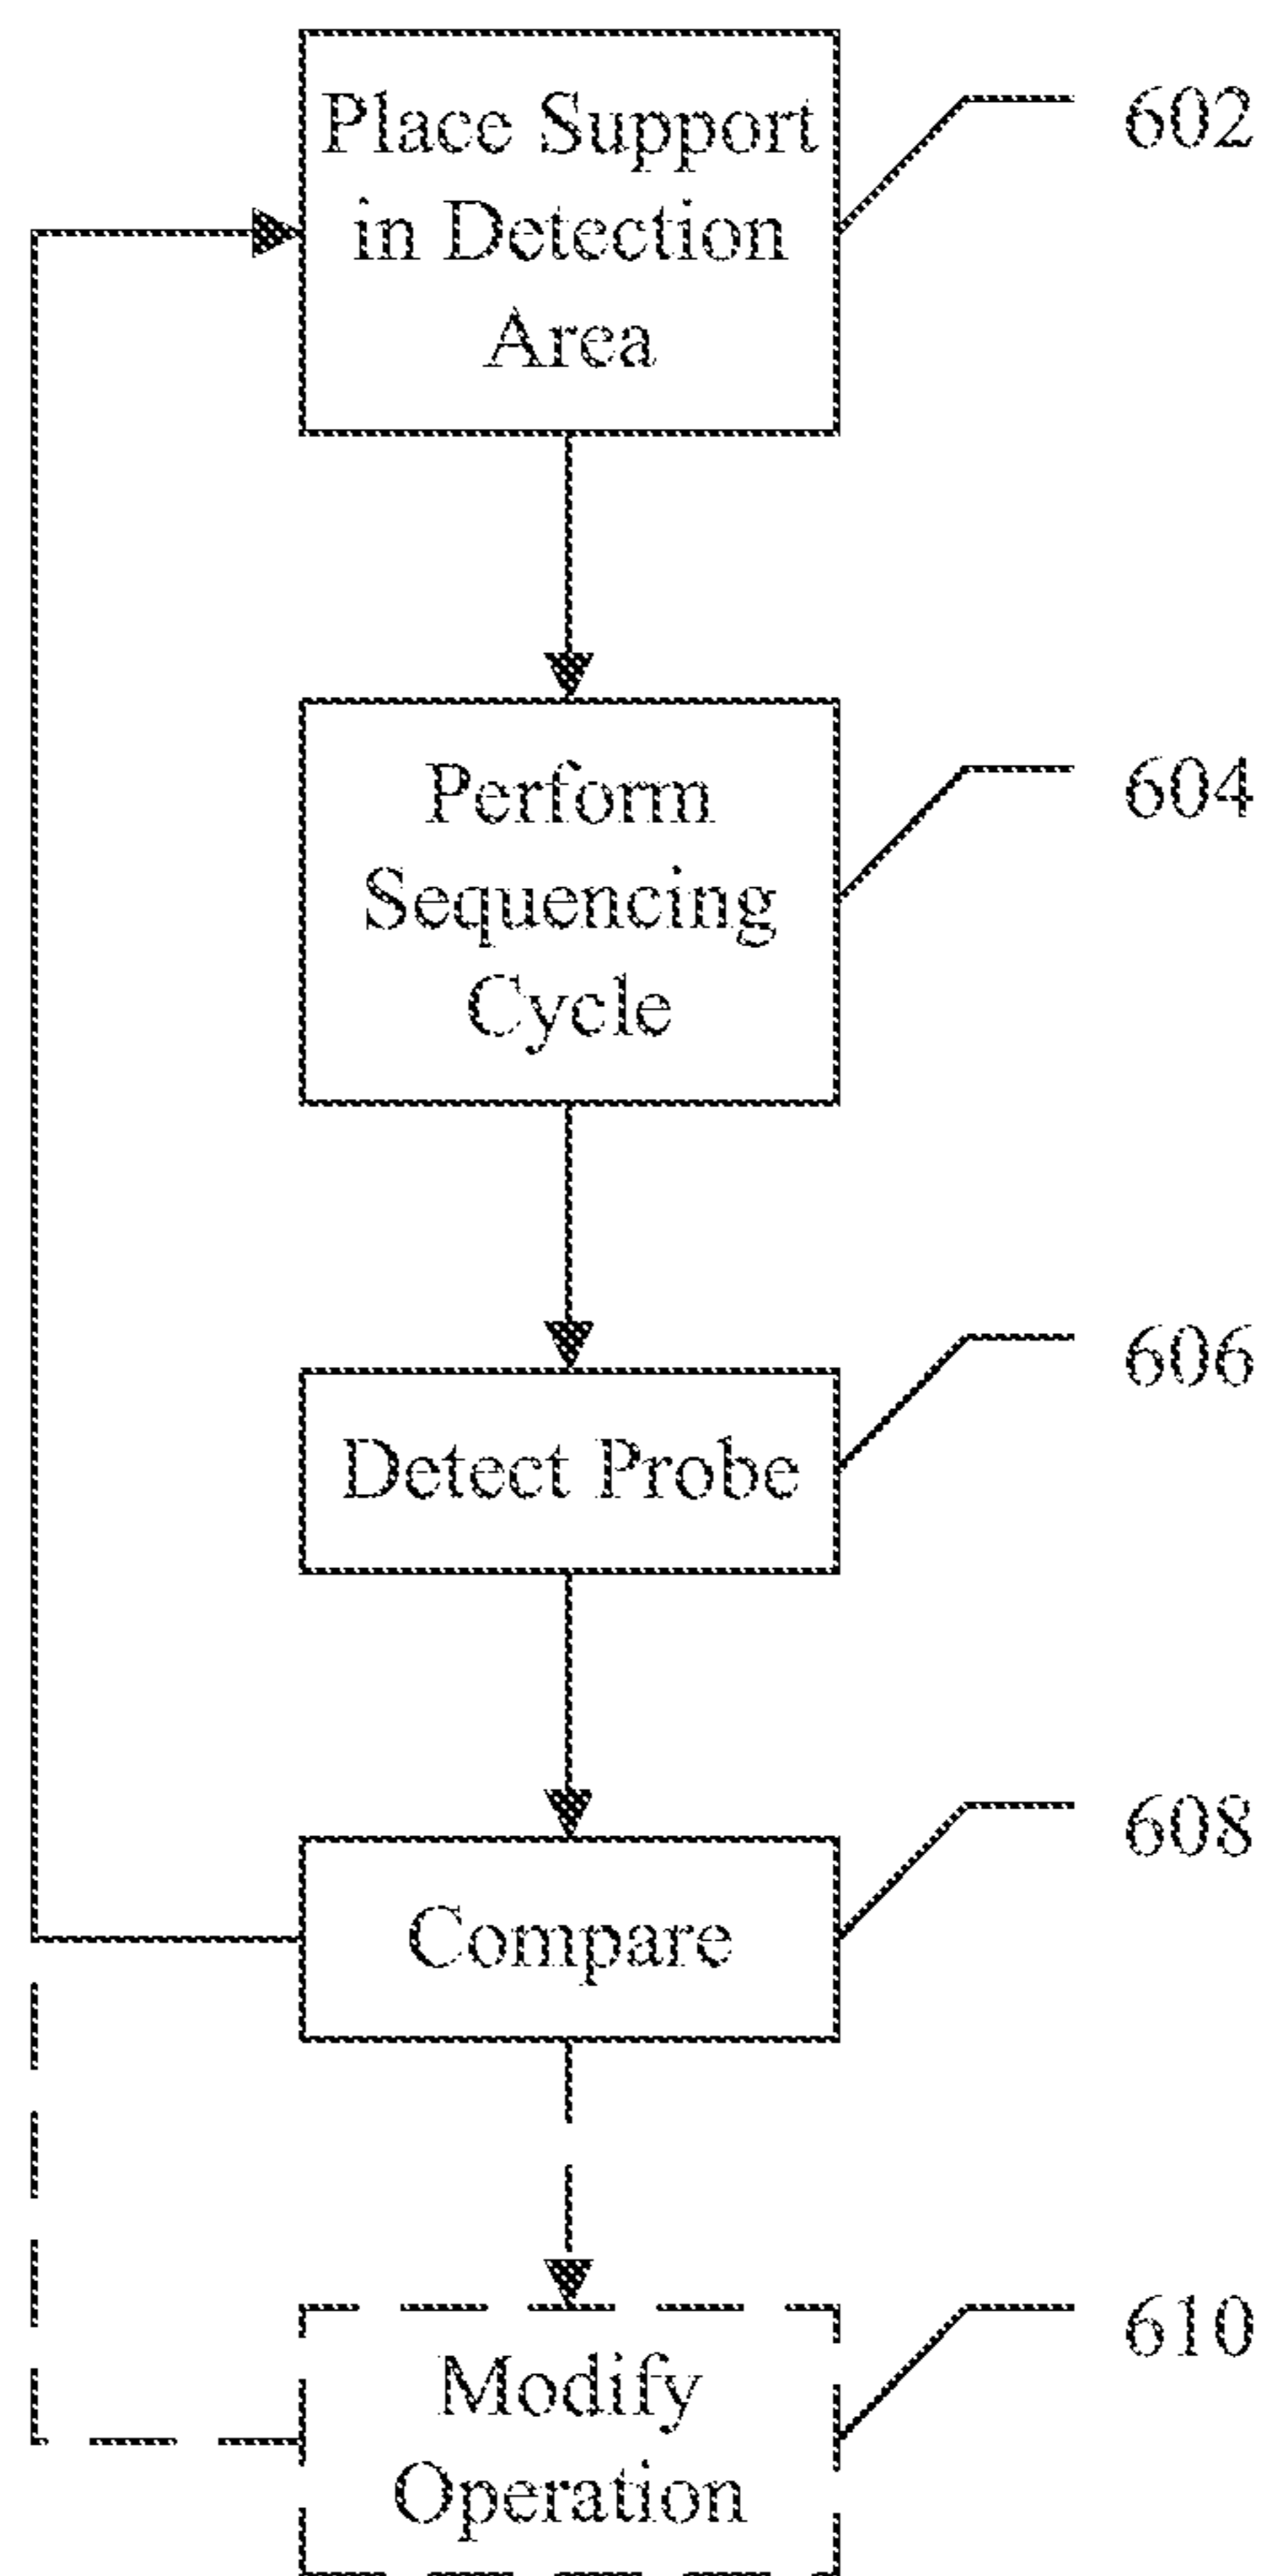 Place Support
in Detection
Area
602
Perform
Sequencing
Cycle
604
Detect Probe
606
Compare
608
Modify
Operation
610